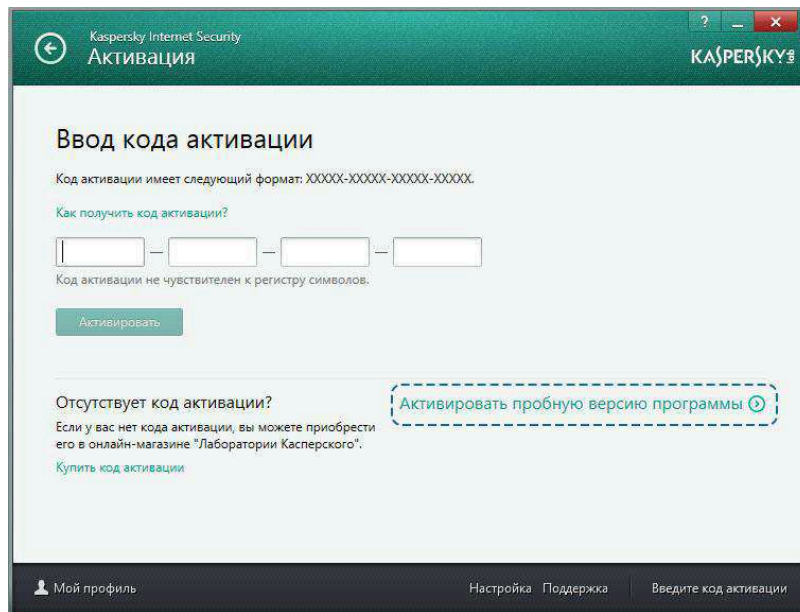 Kaspersky Internet Security
Активация
KASPERSKY LAB
Ввод кода активации
Код активации имеет следующий формат: XXXXX-XXXXX-XXXXX-XXXXX.
Как получить код активации?
Код активации не чувствителен к регистру символов.
Активировать
Отсутствует код активации?
Активировать пробную версию программы
Если у вас нет кода активации, вы можете приобрести
его в онлайн-магазине "Лаборатории Касперского".
Купить код активации
Мой профиль
Настройка Поддержка
Введите код активации